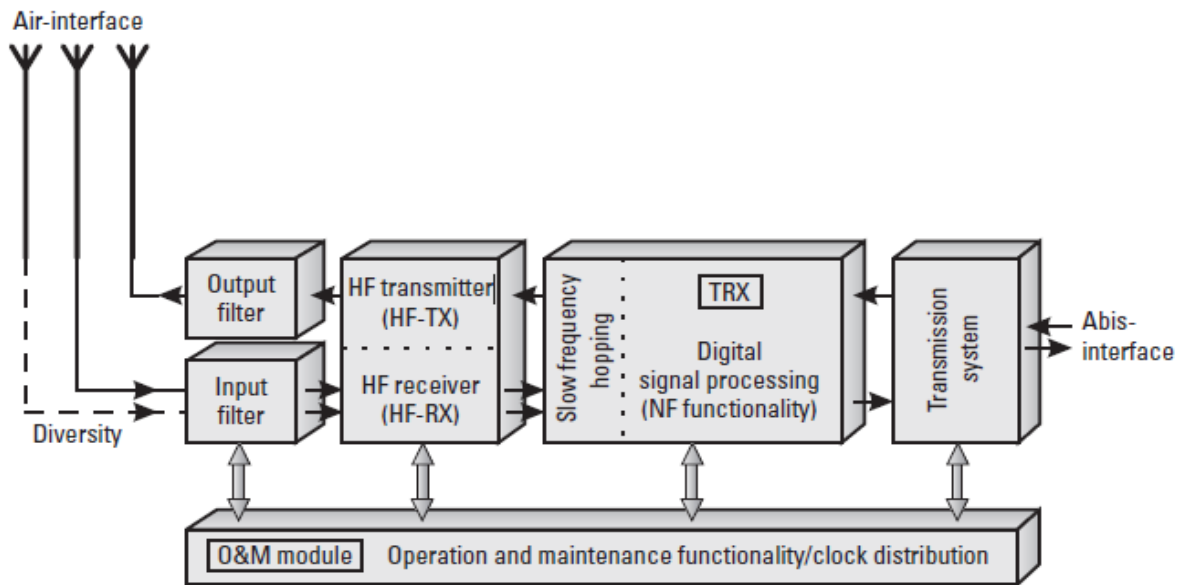 Air-interface
Output
filter
HF transmitter
(HF-TX)
Slow frequency
hopping
TRX
Transmission
system
Abis-
interface
Digital
signal processing
(NF functionality)
Input
filter
HF receiver
(HF-RX)
Diversity
O&M module Operation and maintenance functionality/clock distribution